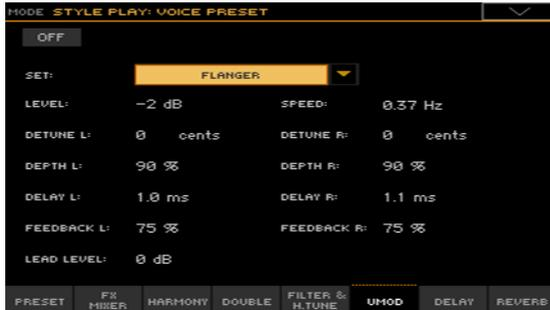 MODE STYLE PLAY: VOICE PRESET
OFF
SET: FLANGER
LEVEL: -2 dB SPEED: 0.37 Hz
DETUNE L: 0 cents DETUNE R: 0 cents
DEPTH L: 90 % DEPTH R: 90 %
DELAY L: 1.0 ms DELAY R: 1.1 ms
FEEDBACK L: 75 % FEEDBACK R: 75 %
LEAD LEVEL: 0 dB
PRESET FX MIXER HARMONY DOUBLE FILTER & H.TUNE UMOD DELAY REVERB